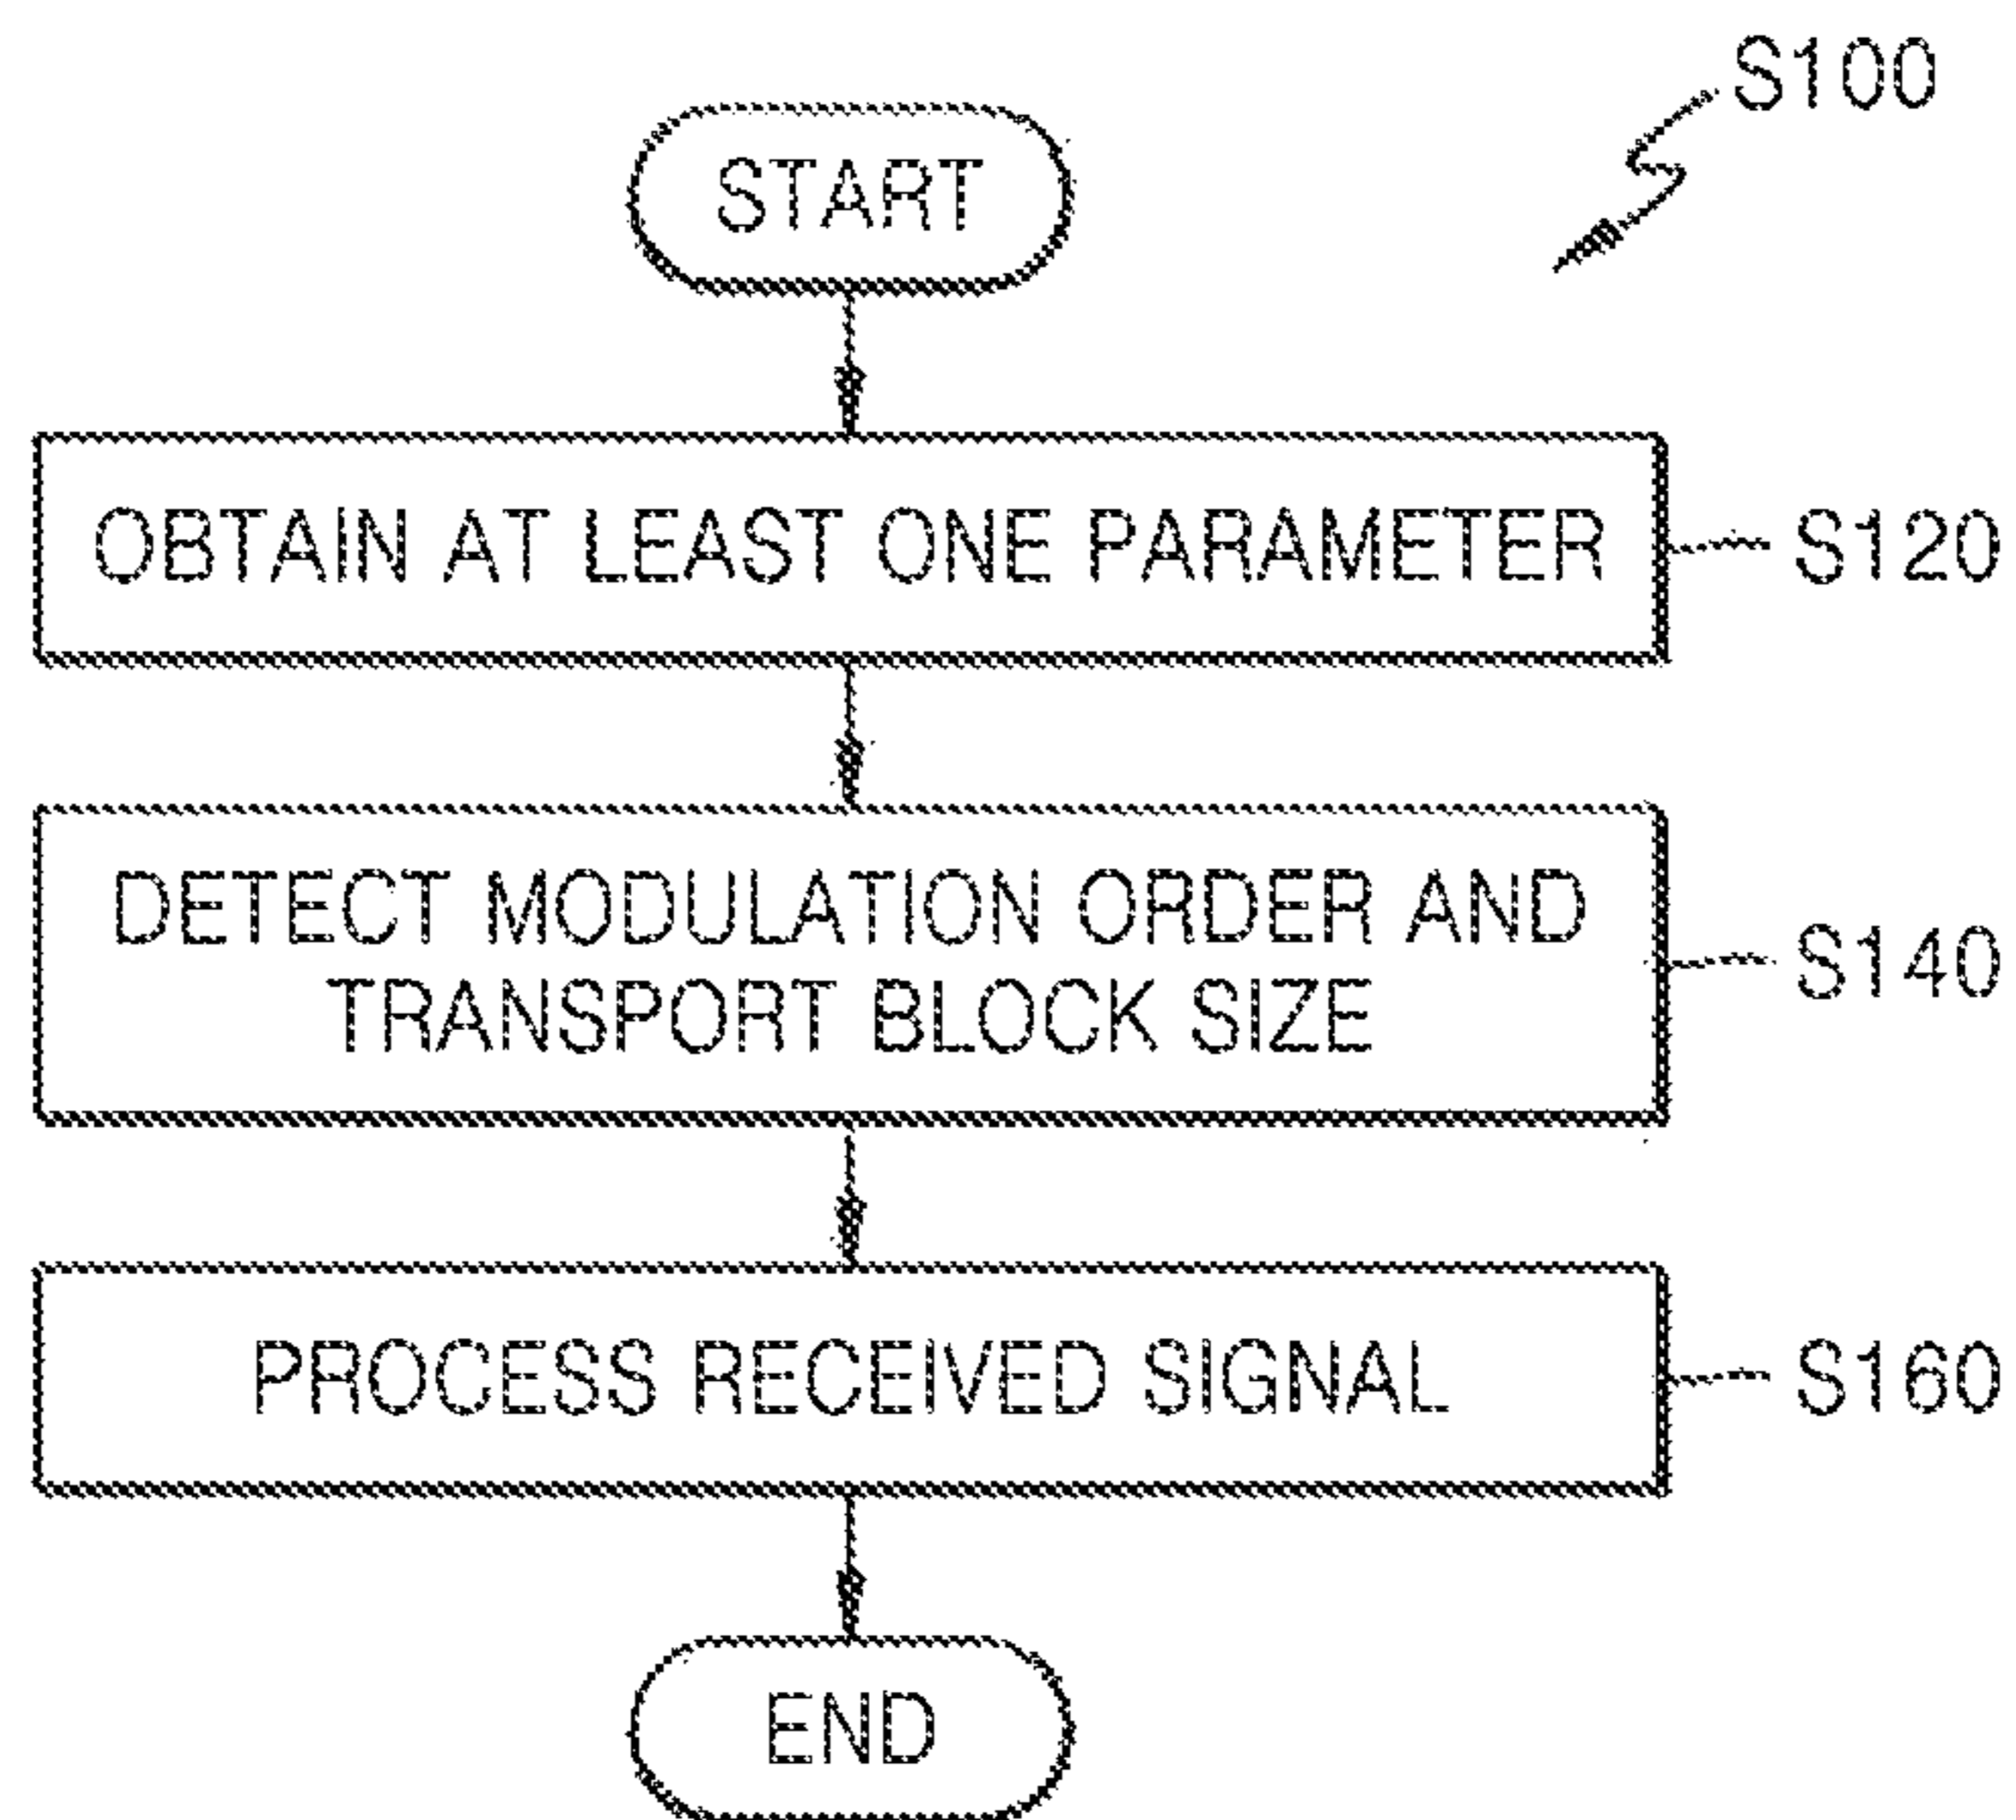 S100
START
OBTAIN AT LEAST ONE PARAMETER
S120
DETECT MODULATION ORDER AND
TRANSPORT BLOCK SIZE
S140
PROCESS RECEIVED SIGNAL
S160
END